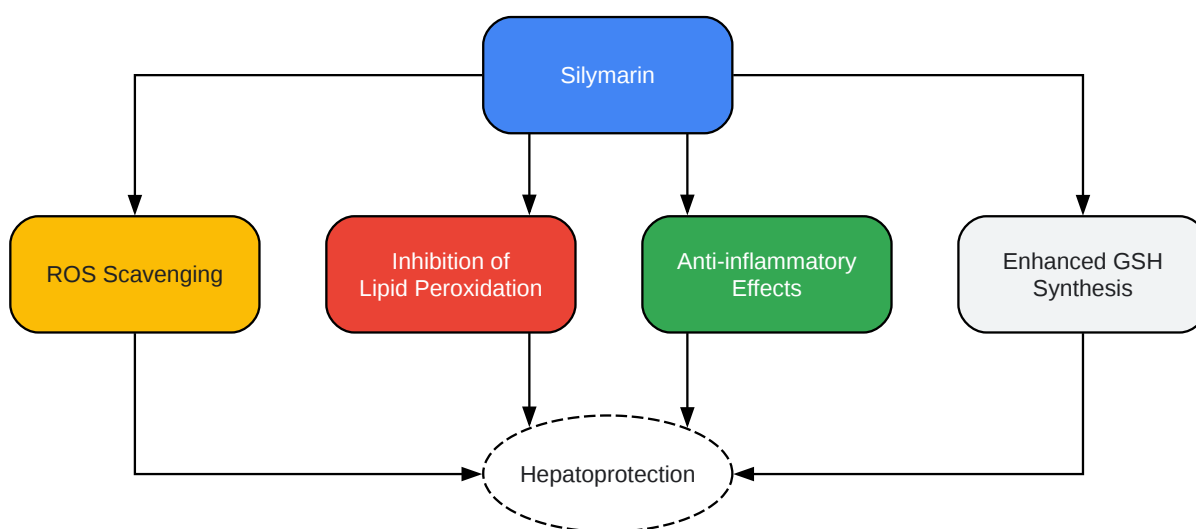 Silymarin
ROS Scavenging
Inhibition of
Lipid Peroxidation
Anti-inflammatory
Effects
Enhanced GSH
Synthesis
Hepatoprotection